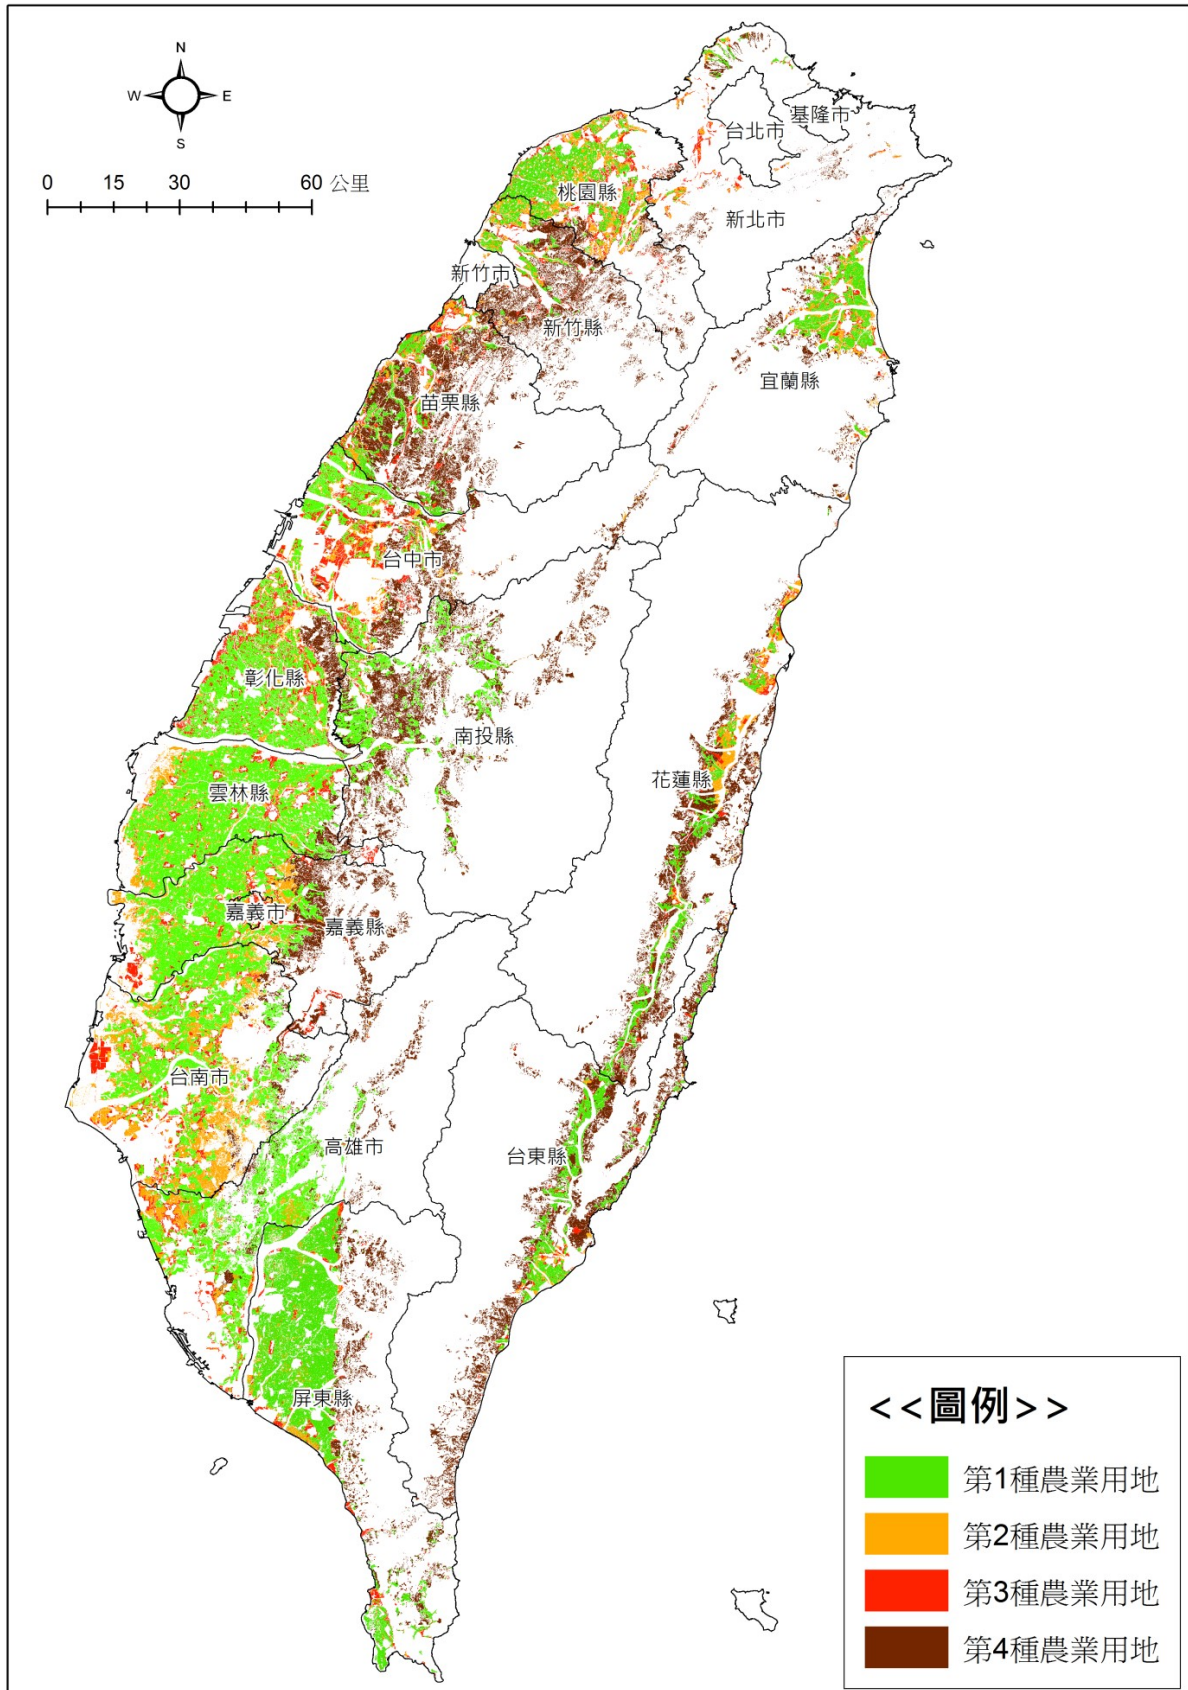 N
W E
S
0 15 30 60 公里
基隆市
台北市
桃園縣
新北市
新竹市
新竹縣
宜蘭縣
苗栗縣
台中市
彰化縣
南投縣
花蓮縣
雲林縣
嘉義市
嘉義縣
台南市
高雄市
台東縣
屏東縣
<<圖例>>
第1種農業用地
第2種農業用地
第3種農業用地
第4種農業用地